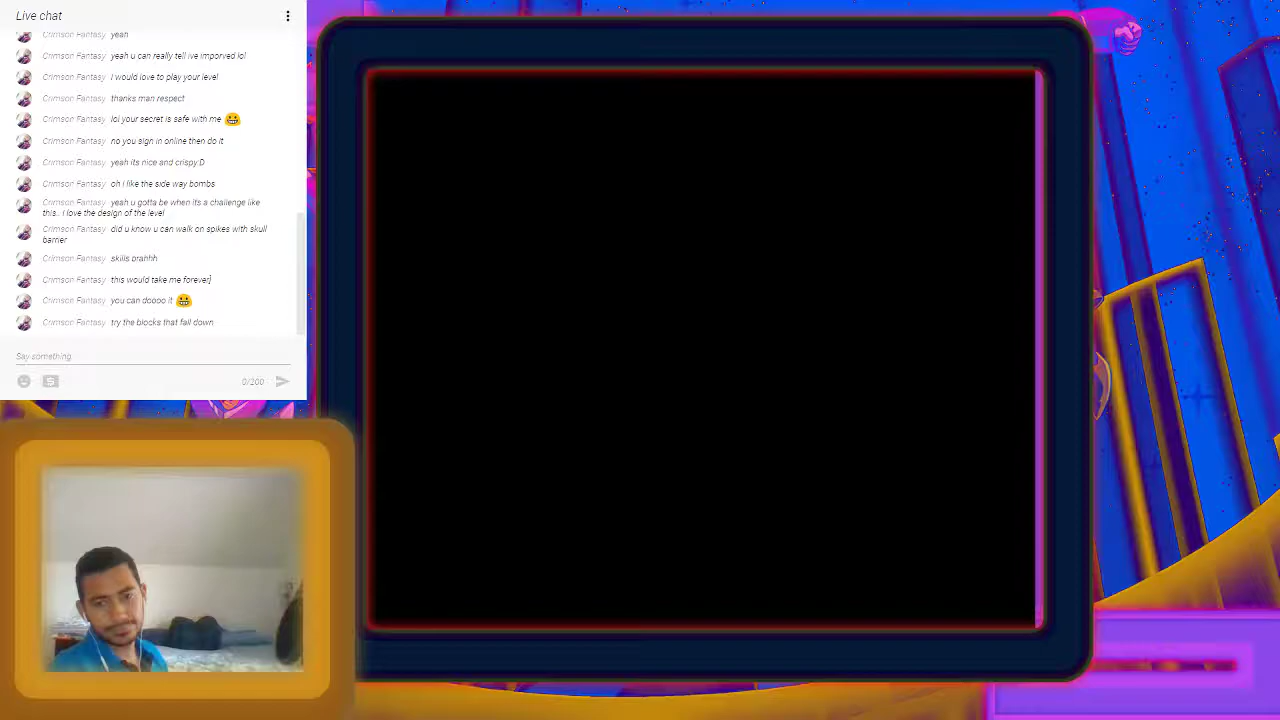 Live chat
Crimson Fantasy yeah
Crimson Fantasy yeah u can really tell ive imporved lol
Crimson Fantasy I would love to play your level
Crimson Fantasy thanks man respect
Crimson Fantasy lol your secret is safe with me 😀
Crimson Fantasy no you sign in online then do it
Crimson Fantasy yeah its nice and crispy:D
Crimson Fantasy oh i like the side way bombs
Crimson Fantasy yeah u gotta be when its a challenge like
this.. i love the design of the level
Crimson Fantasy did u know u can walk on spikes with skull
barrier
Crimson Fantasy skills brahhh
Crimson Fantasy this would take me forever]
Crimson Fantasy you can doooo it 😀
Crimson Fantasy try the blocks that fall down
Say something
0/200